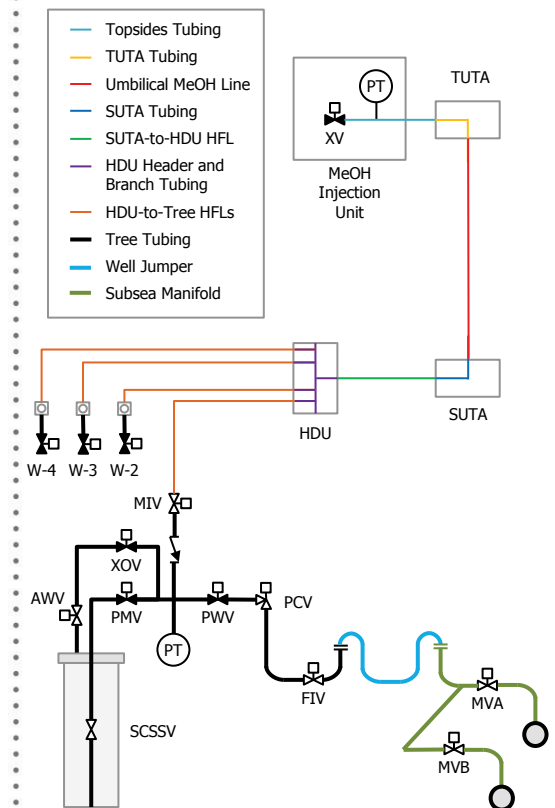 Topsides Tubing
TUTA Tubing
Umbilical MeOH Line
SUTA Tubing
SUTA-to-HDU HFL
HDU Header and
Branch Tubing
HDU-to-Tree HFLs
Tree Tubing
Well Jumper
Subsea Manifold
PT
XV
MeOH
Injection
Unit
TUTA
SUTA
HDU
W-4
W-3
W-2
MIV
XOV
AWV
PMV
PWV
PCV
PT
FIV
SCSSV
MVA
MVB